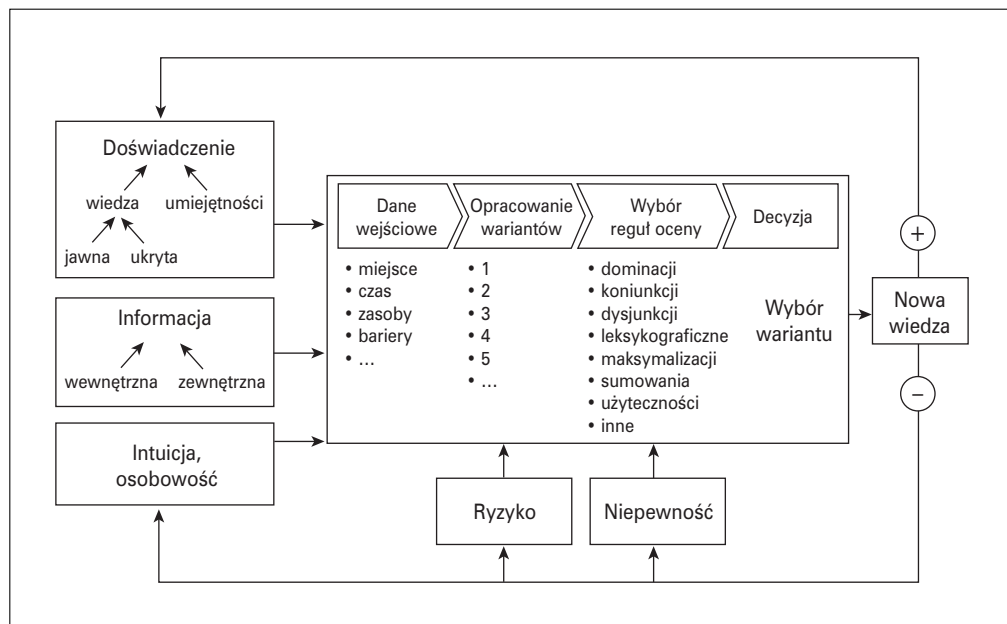 Doświadczenie
wiedza
umiejętności
jawna
ukryta
Informacja
wewnętrzna
zewnętrzna
Intuicja,
osobowość
Dane
wejściowe
• miejsce
• czas
• zasoby
• bariery
• ...
Opracowanie
wariantów
• 1
• 2
• 3
• 4
• 5
• ...
Wybór
reguł oceny
• dominacji
• koniunkcji
• dysjunkcji
• leksykograficzne
• maksymalizacji
• sumowania
• użyteczności
• inne
Decyzja
Wybór
wariantu
Ryzyko
Niepewność
+
Nowa
wiedza
−